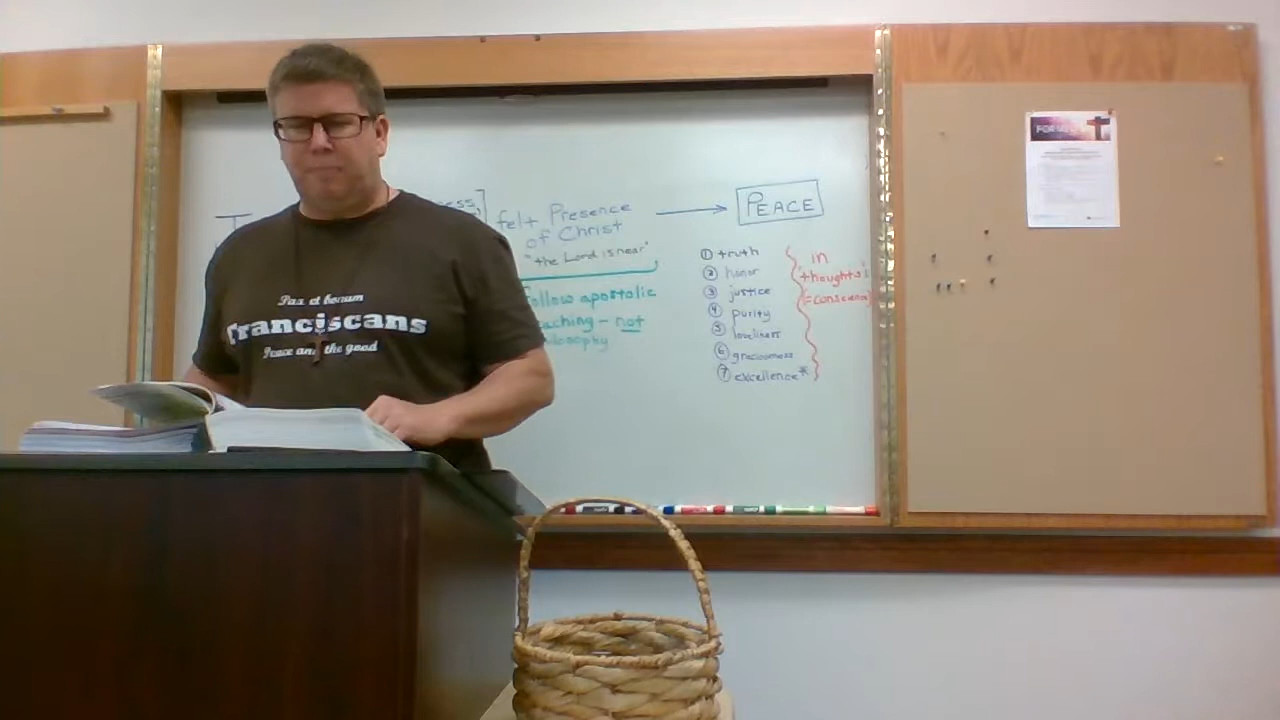 PEACE
felt Presence
of Christ
"the Lord is near"
follow apostolic
teaching - not
philosophy
① truth
② honor
③ justice
④ purity
⑤ loveliness
⑥ graciousness
⑦ excellence*
in
thoughts
(=conscience)
Pax et bonum
Franciscans
Peace and the good
FOR